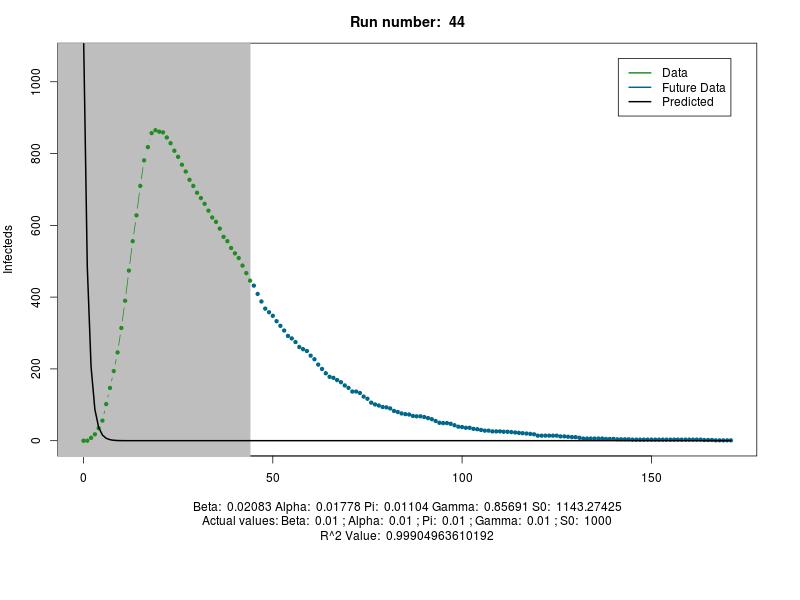 Run number: 44
Infecteds
1000
800
600
400
200
0
Data
Future Data
Predicted
0 50 100 150
Beta: 0.02083 Alpha: 0.01778 Pi: 0.01104 Gamma: 0.85691 S0: 1143.27425
Actual values: Beta: 0.01 ; Alpha: 0.01 ; Pi: 0.01 ; Gamma: 0.01 ; S0: 1000
R^2 Value: 0.99904963610192